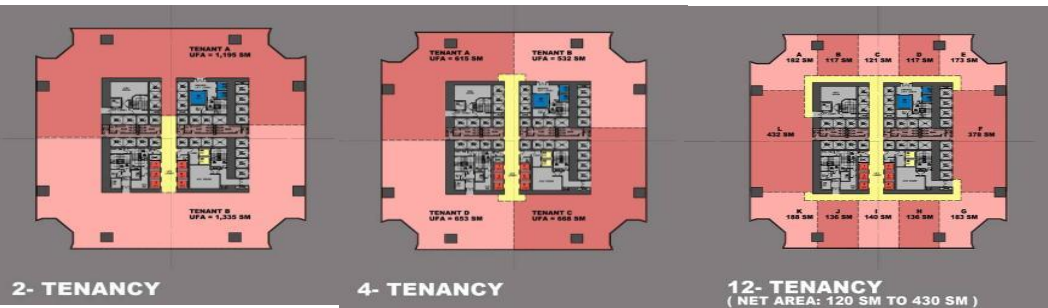 TENANT A
UFA = 1,195 SM
TENANT B
UFA = 1,335 SM
2- TENANCY
TENANT A
UFA = 615 SM
TENANT B
UFA = 532 SM
TENANT D
UFA = 653 SM
TENANT C
UFA = 668 SM
4- TENANCY
A
182 SM
B
117 SM
C
121 SM
D
117 SM
E
173 SM
L
432 SM
F
378 SM
K
188 SM
J
136 SM
I
140 SM
H
136 SM
G
183 SM
12- TENANCY
( NET AREA: 120 SM TO 430 SM )